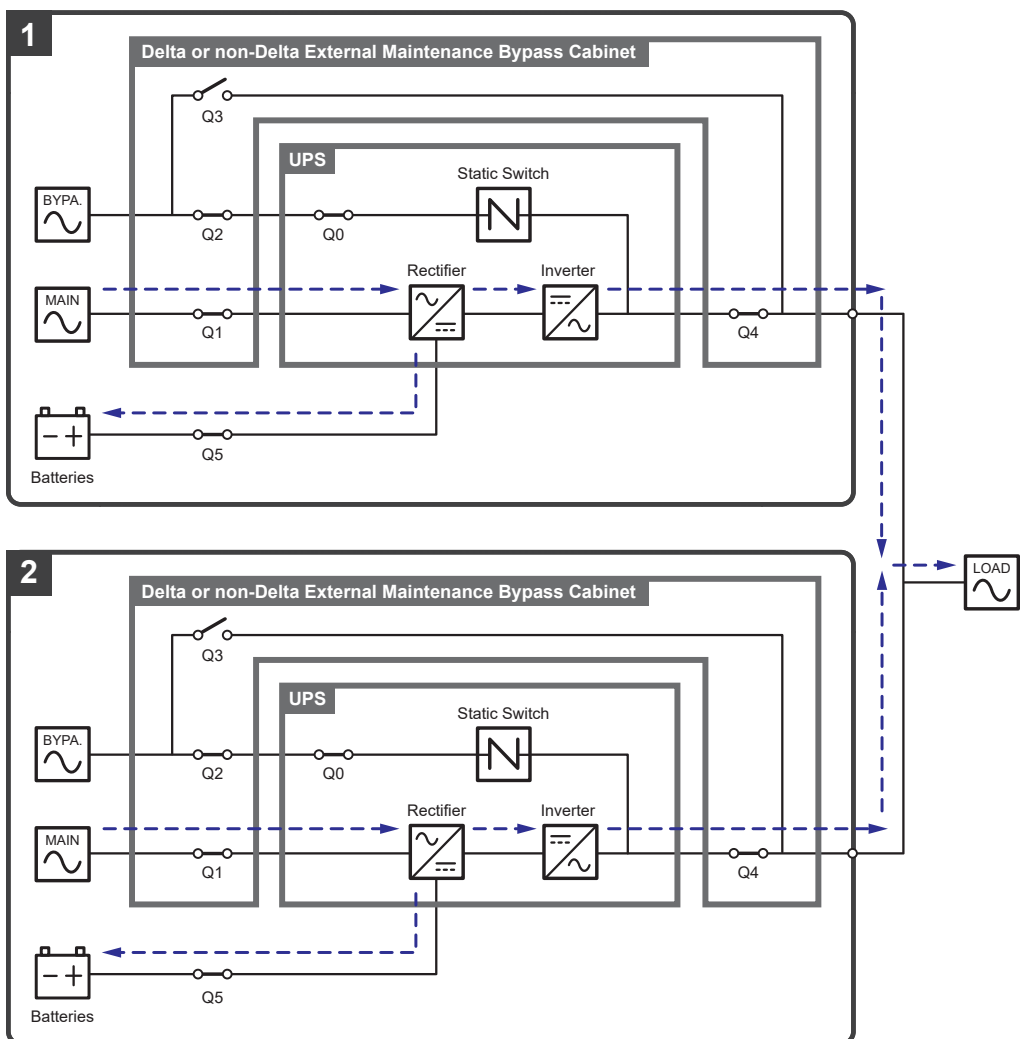 1
Delta or non-Delta External Maintenance Bypass Cabinet
Q3
UPS
Static Switch
BYPA.
Q2
Q0
Rectifier
Inverter
MAIN
Q1
Q4
Q5
Batteries
LOAD
2
Delta or non-Delta External Maintenance Bypass Cabinet
Q3
UPS
Static Switch
BYPA.
Q2
Q0
Rectifier
Inverter
MAIN
Q1
Q4
Q5
Batteries